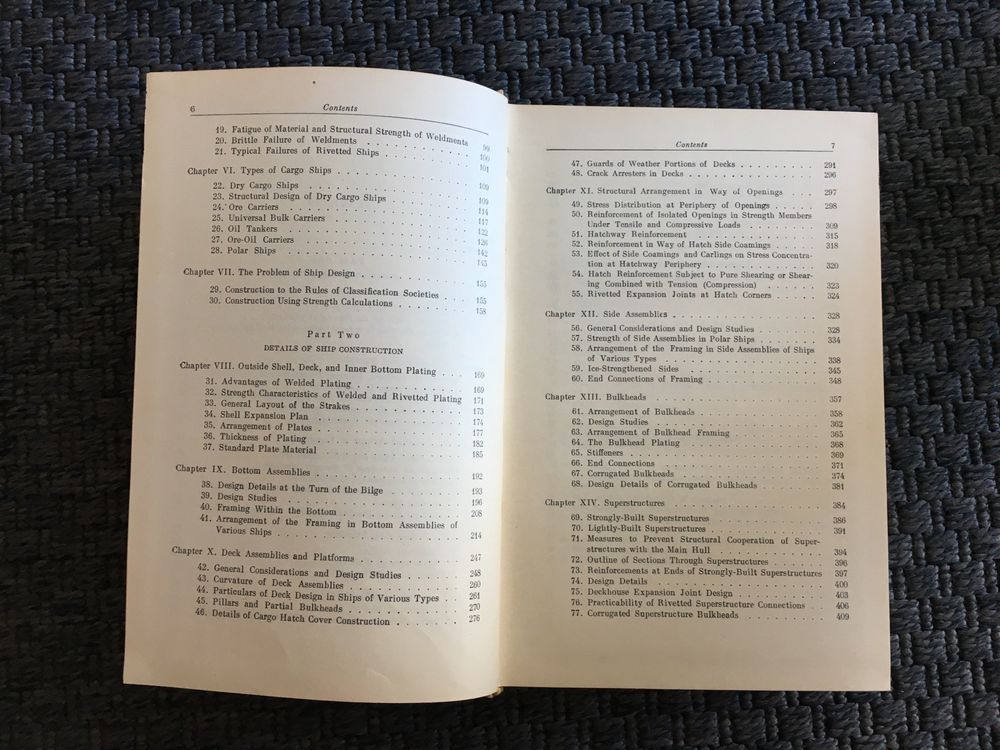 6 Contents
19. Fatigue of Material and Structural Strength of Weldments 99
20. Brittle Failure of Weldments . . . . . . . . . . . . 100
21. Typical Failures of Rivetted Ships . . . . . . . . . . 101
Chapter VI. Types of Cargo Ships . . . . . . . . . . . . 109
22. Dry Cargo Ships . . . . . . . . . . . . 109
23. Structural Design of Dry Cargo Ships . . . . . . . . 114
24. Ore Carriers . . . . . . . . . . . . 117
25. Universal Bulk Carriers . . . . . . . . . . . . 122
26. Oil Tankers . . . . . . . . . . . . 126
27. Ore-Oil Carriers . . . . . . . . . . . . 142
28. Polar Ships . . . . . . . . . . . . 145
Chapter VII. The Problem of Ship Design . . . . . . . . . . 155
29. Construction to the Rules of Classification Societies . . . 155
30. Construction Using Strength Calculations . . . . . . . 158
Part Two
DETAILS OF SHIP CONSTRUCTION
Chapter VIII. Outside Shell, Deck, and Inner Bottom Plating . . . 169
31. Advantages of Welded Plating . . . . . . . . . . 169
32. Strength Characteristics of Welded and Rivetted Plating 171
33. General Layout of the Strakes . . . . . . . . . . 173
34. Shell Expansion Plan . . . . . . . . . . . . 174
35. Arrangement of Plates . . . . . . . . . . . . 177
36. Thickness of Plating . . . . . . . . . . . . 182
37. Standard Plate Material . . . . . . . . . . . . 185
Chapter IX. Bottom Assemblies . . . . . . . . . . . . 192
38. Design Details at the Turn of the Bilge . . . . . . . 193
39. Design Studies . . . . . . . . . . . . 196
40. Framing Within the Bottom . . . . . . . . . . 208
41. Arrangement of the Framing in Bottom Assemblies of
Various Ships . . . . . . . . . . . . 214
Chapter X. Deck Assemblies and Platforms . . . . . . . . . . 247
42. General Considerations and Design Studies . . . . . . 248
43. Curvature of Deck Assemblies . . . . . . . . . . 260
44. Particulars of Deck Design in Ships of Various Types . . 261
45. Pillars and Partial Bulkheads . . . . . . . . . . 270
46. Details of Cargo Hatch Cover Construction . . . . . . 276
Contents 7
47. Guards of Weather Portions of Decks . . . . . . . . 291
48. Crack Arresters in Decks . . . . . . . . . . . . 296
Chapter XI. Structural Arrangement in Way of Openings . . . . 297
49. Stress Distribution at Periphery of Openings . . . . . 298
50. Reinforcement of Isolated Openings in Strength Members
Under Tensile and Compressive Loads . . . . . . . 309
51. Hatchway Reinforcement . . . . . . . . . . . . 315
52. Reinforcement in Way of Hatch Side Coamings . . . . 318
53. Effect of Side Coamings and Carlings on Stress Concentra-
tion at Hatchway Periphery . . . . . . . . . . 320
54. Hatch Reinforcement Subject to Pure Shearing or Shear-
ing Combined with Tension (Compression) . . . . . . 323
55. Rivetted Expansion Joints at Hatch Corners . . . . . 324
Chapter XII. Side Assemblies . . . . . . . . . . . . 328
56. General Considerations and Design Studies . . . . . . 328
57. Strength of Side Assemblies in Polar Ships . . . . . . 334
58. Arrangement of the Framing in Side Assemblies of Ships
of Various Types . . . . . . . . . . . . 338
59. Ice-Strengthened Sides . . . . . . . . . . . . 345
60. End Connections of Framing . . . . . . . . . . 348
Chapter XIII. Bulkheads . . . . . . . . . . . . 357
61. Arrangement of Bulkheads . . . . . . . . . . . . 358
62. Design Studies . . . . . . . . . . . . 362
63. Arrangement of Bulkhead Framing . . . . . . . . 365
64. The Bulkhead Plating . . . . . . . . . . . . 368
65. Stiffeners . . . . . . . . . . . . 369
66. End Connections . . . . . . . . . . . . 371
67. Corrugated Bulkheads . . . . . . . . . . . . 374
68. Design Details of Corrugated Bulkheads . . . . . . . 381
Chapter XIV. Superstructures . . . . . . . . . . . . 384
69. Strongly-Built Superstructures . . . . . . . . . . 386
70. Lightly-Built Superstructures . . . . . . . . . . 391
71. Measures to Prevent Structural Cooperation of Super-
structures with the Main Hull . . . . . . . . . . 394
72. Outline of Sections Through Superstructures . . . . . 396
73. Reinforcements at Ends of Strongly-Built Superstructures 397
74. Design Details . . . . . . . . . . . . 400
75. Deckhouse Expansion Joint Design . . . . . . . . 403
76. Practicability of Rivetted Superstructure Connections . . 406
77. Corrugated Superstructure Bulkheads . . . . . . . . 409